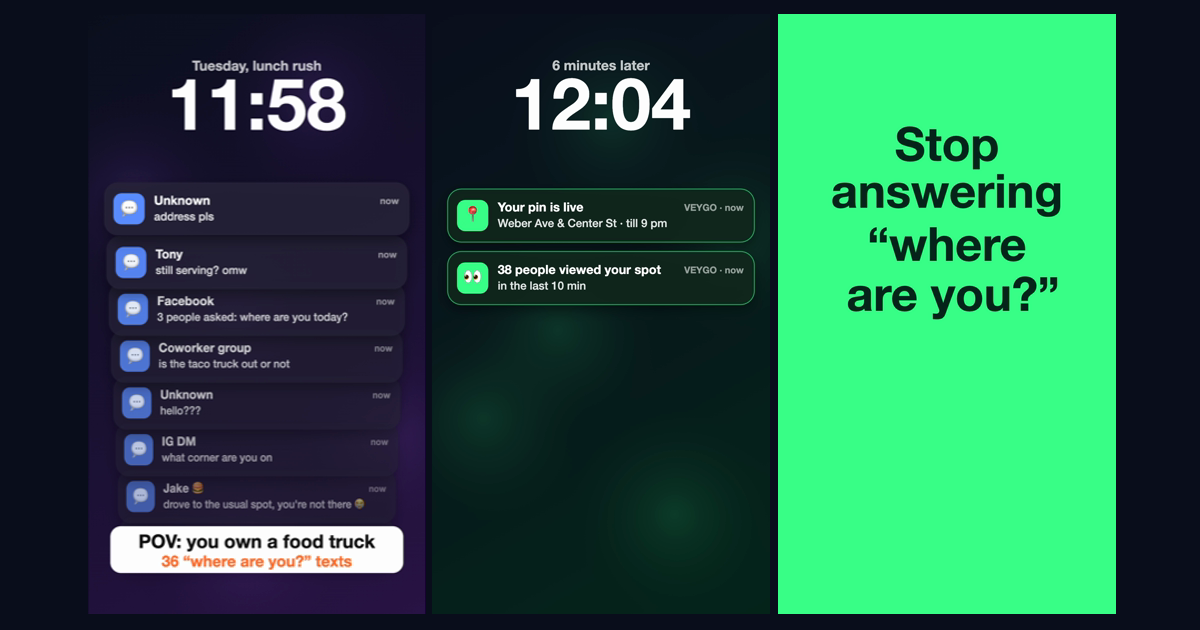 Tuesday, lunch rush
11:58
Unknown
now
address pls
Tony
now
still serving? omw
Facebook
now
3 people asked: where are you today?
Coworker group
now
is the taco truck out or not
Unknown
now
hello???
IG DM
now
what corner are you on
Jake 🍔
now
drove to the usual spot, you're not there 😭
POV: you own a food truck
36 “where are you?” texts
6 minutes later
12:04
Your pin is live
VEYGO · now
Weber Ave & Center St · till 9 pm
38 people viewed your spot
VEYGO · now
in the last 10 min
Stop
answering
“where
are you?”